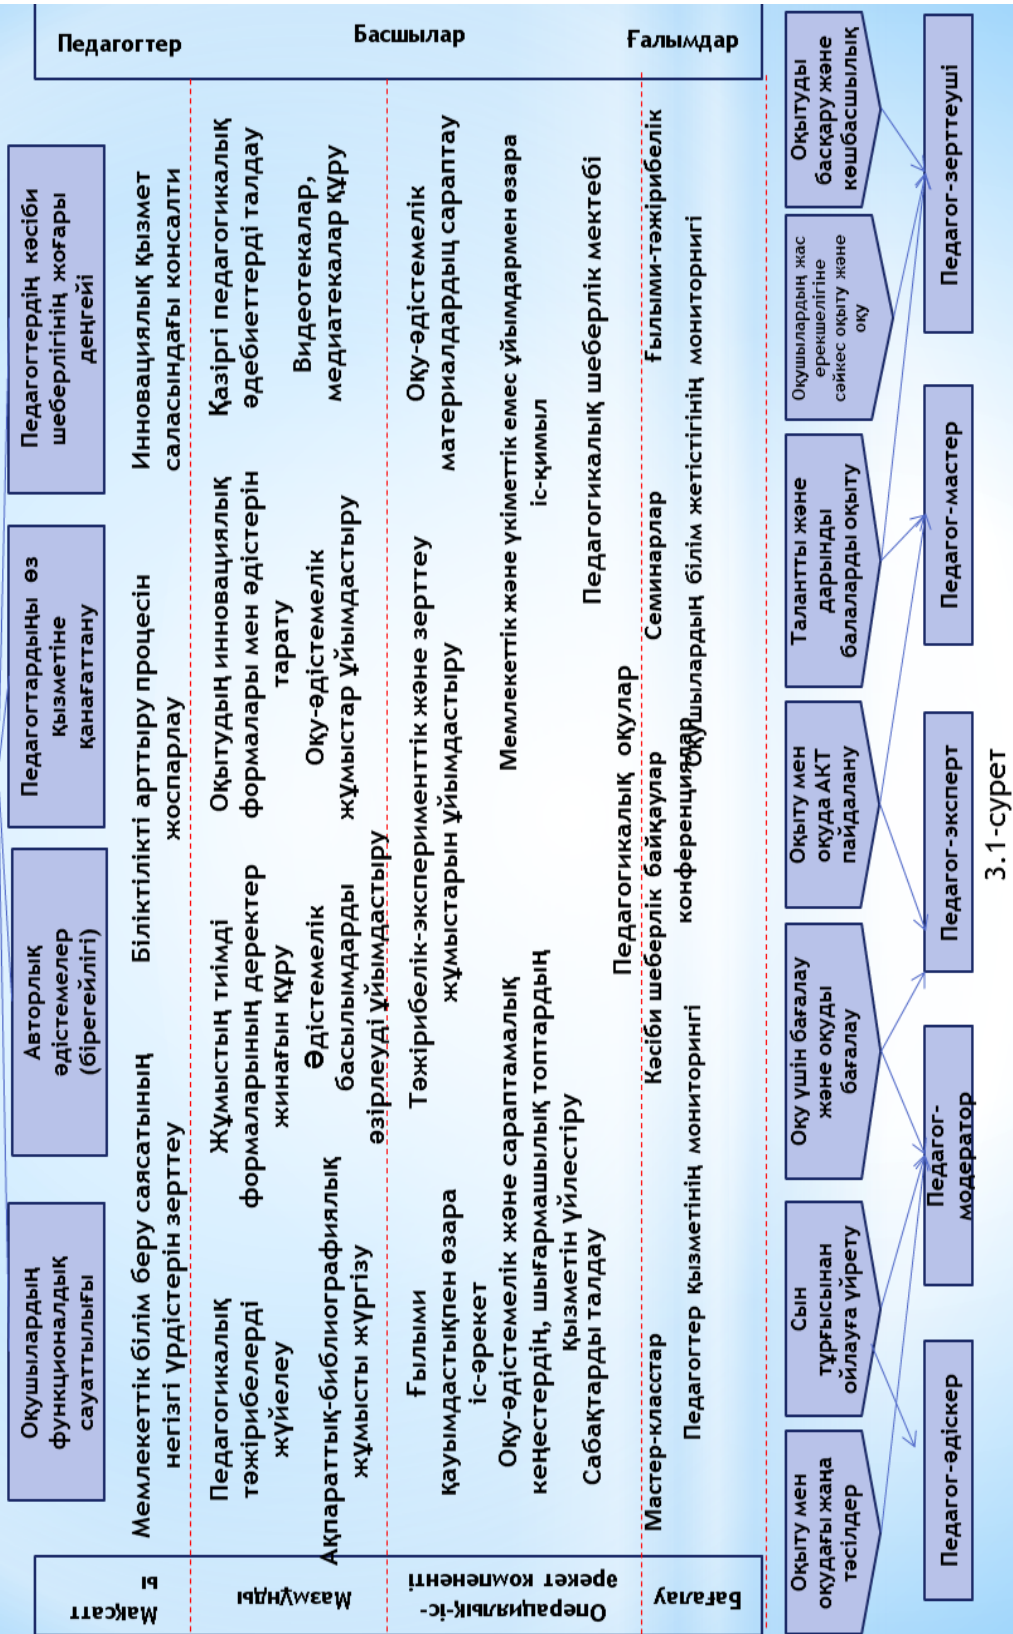 Оқушылардың
функционалдық
сауаттылығы
Авторлық
әдістемелер
(бірегейлігі)
Педагогтардыңы өз
қызметіне
қанағаттану
Педагогтердің кәсіби
шеберлігінің жоғары
деңгейі
Мақсатт
ы
Мемлекеттік білім беру саясатының
негізгі үрдістерін зерттеу
Біліктілікті арттыру процесін
жоспарлау
Инновациялық қызмет
саласындағы консалти
Педагогтер
Мазмұнды
Педагогикалық
тәжірибелерді
жүйелеу
Жұмыстың тиімді
формаларының деректер
жинағын құру
Оқытудың инновациялық
формалары мен әдістерін
тарату
Қазіргі педагогикалық
әдебиеттерді талдау
Ақпараттық-библиографиялық
жұмысты жүргізу
Әдістемелік
басылымдарды
әзірлеуді ұйымдастыру
Оқу-әдістемелік
жұмыстар ұйымдастыру
Видеотекалар,
медиатекалар құру
Басшылар
Операциялық-іс-
әрекет компоненті
Ғылыми
қауымдастықпен өзара
іс-әрекет
Тәжірибелік-эксперименттік және зерттеу
жұмыстарын ұйымдастыру
Оқу-әдістемелік
материалдардың сараптау
Оқу-әдістемелік және сараптамалық
кеңестердің, шығармашылық топтардың
қызметін үйлестіру
Мемлекеттік және үкіметтік емес ұйымдармен өзара
іс-қимыл
Сабақтарды талдау
Педагогикалық оқулар
Педагогикалық шеберлік мектебі
Ғалымдар
Бағалау
Мастер-класстар
Кәсіби шеберлік байқаулар
Семинарлар
Ғылыми-тәжірибелік
конференциялар
Педагогтер қызметінің мониторингі
Оқушылардың білім жетістігінің мониторнигі
Оқыту мен
оқудағы жаңа
тәсілдер
Сын
тұрғысынан
ойлауға үйрету
Оқу үшін бағалау
және оқуды
бағалау
Оқыту мен
оқуда АКТ
пайдалану
Талантты және
дарынды
балаларды оқыту
Оқушылардың жас
ерекшелігіне
сәйкес оқыту және
оқу
Оқытуды
басқару және
көшбасшылық
Педагог-әдіскер
Педагог-
модератор
Педагог-эксперт
Педагог-мастер
Педагог-зерттеуші
3.1-сурет